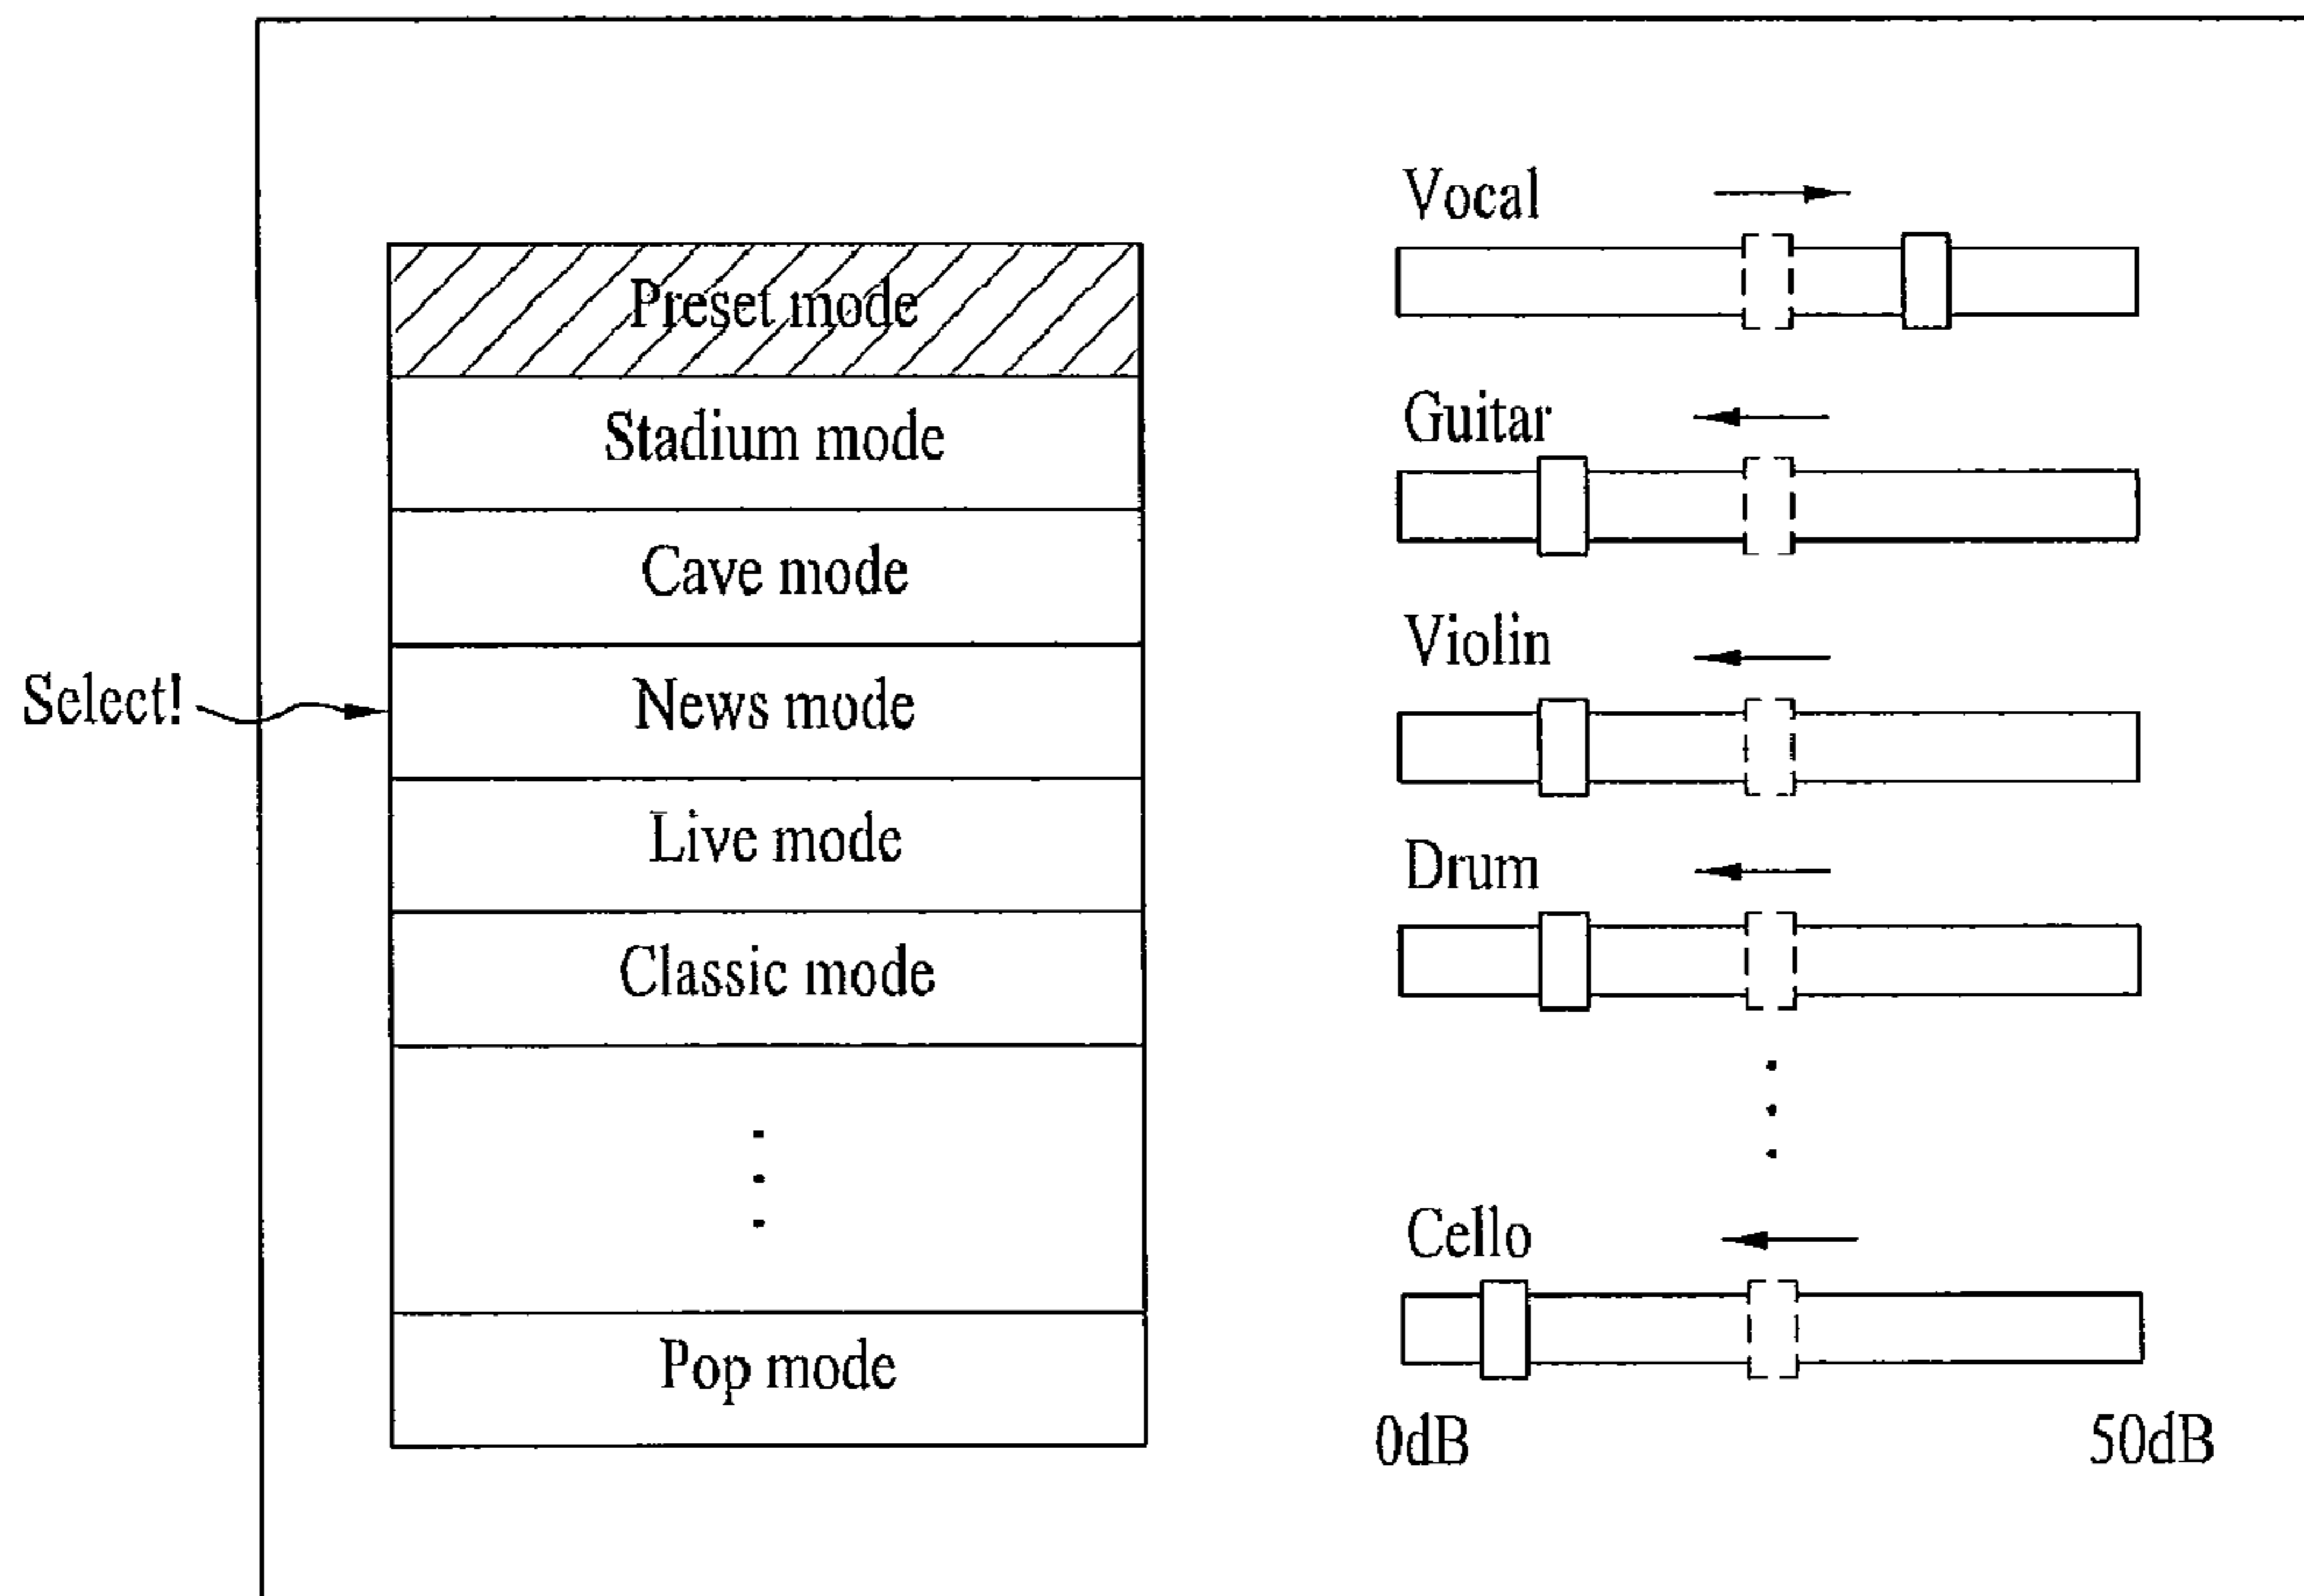 Preset mode
Stadium mode
Cave mode
Select!
News mode
Live mode
Classic mode
Pop mode
Vocal
Guitar
Violin
Drum
Cello
0dB 50dB